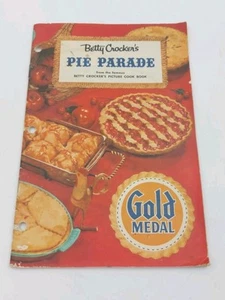 Betty Crocker's
PIE PARADE
from the famous
BETTY CROCKER'S PICTURE COOK BOOK
Gold
MEDAL